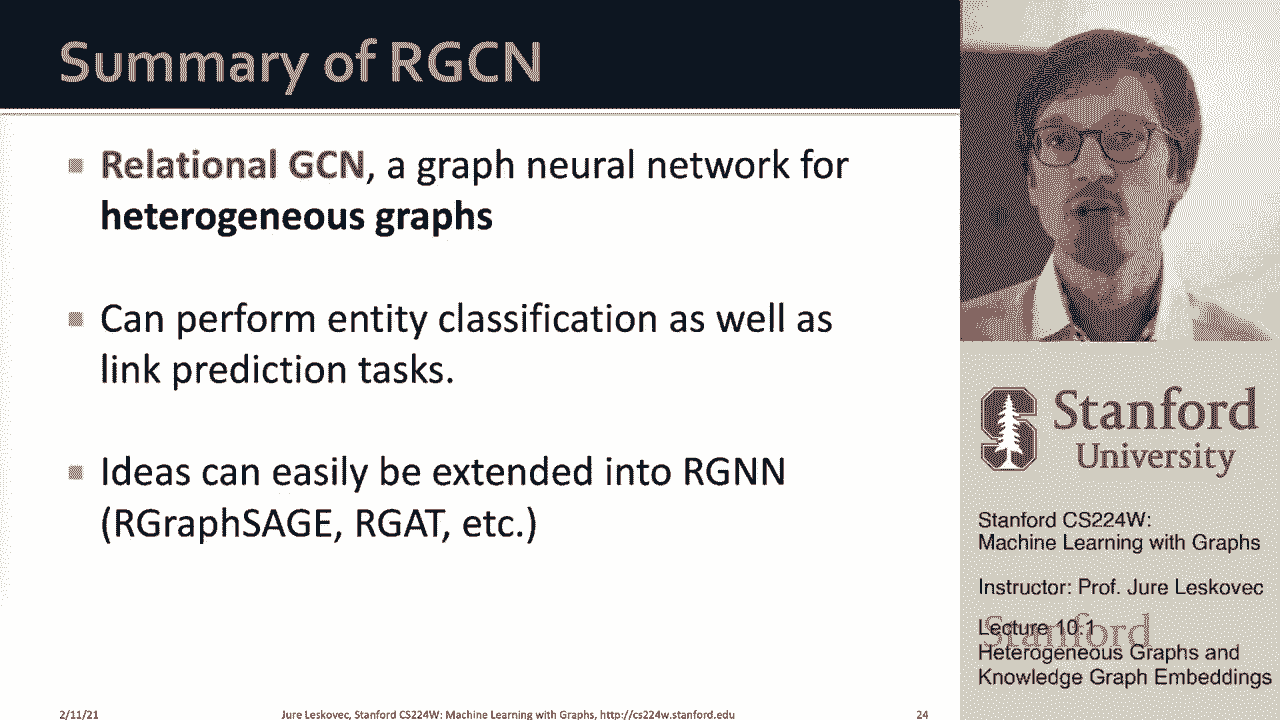 Summary of RGCN
Relational GCN, a graph neural network for
heterogeneous graphs
Can perform entity classification as well as
link prediction tasks.
Ideas can easily be extended into RGNN
(RGraphSAGE, RGAT, etc.)
2/11/21
Jure Leskovec, Stanford CS224W: Machine Learning with Graphs, http://cs224w.stanford.edu
24
Stanford
University
Stanford CS224W:
Machine Learning with Graphs
Instructor: Prof. Jure Leskovec
Lecture 10.1
Stanford
Heterogeneous Graphs and
Knowledge Graph Embeddings